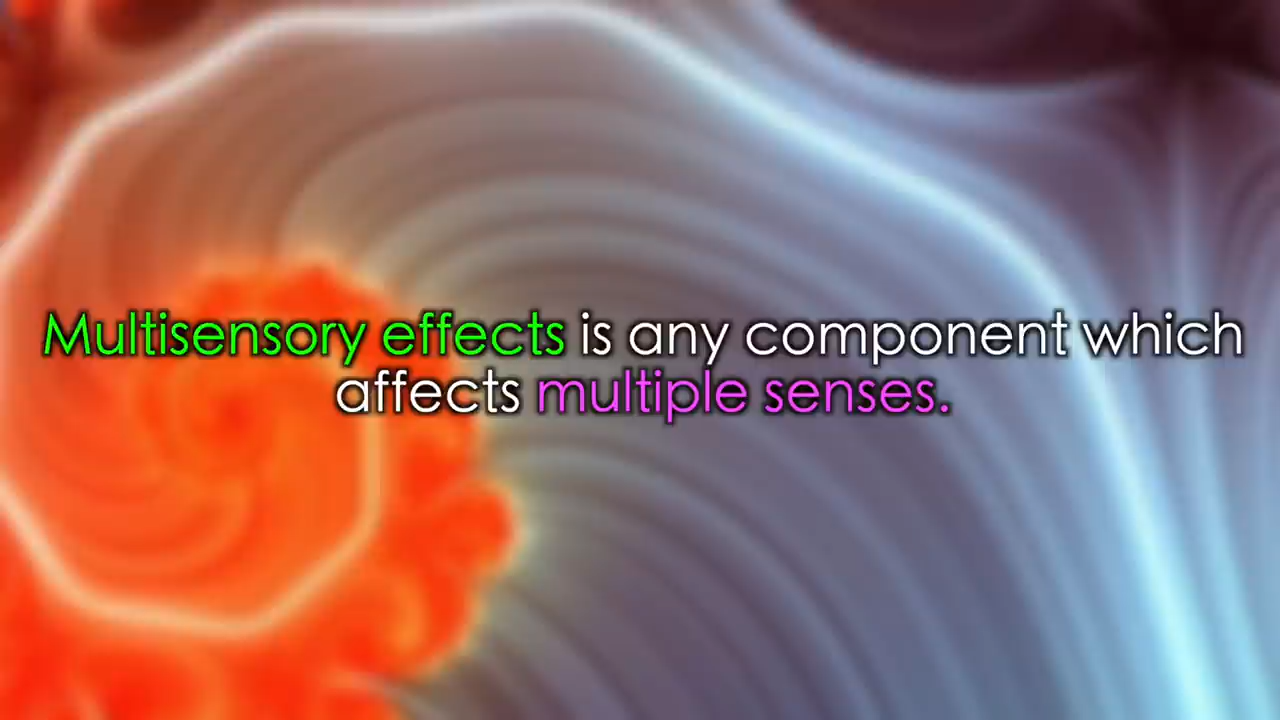 Multisensory effects is any component which
affects multiple senses.